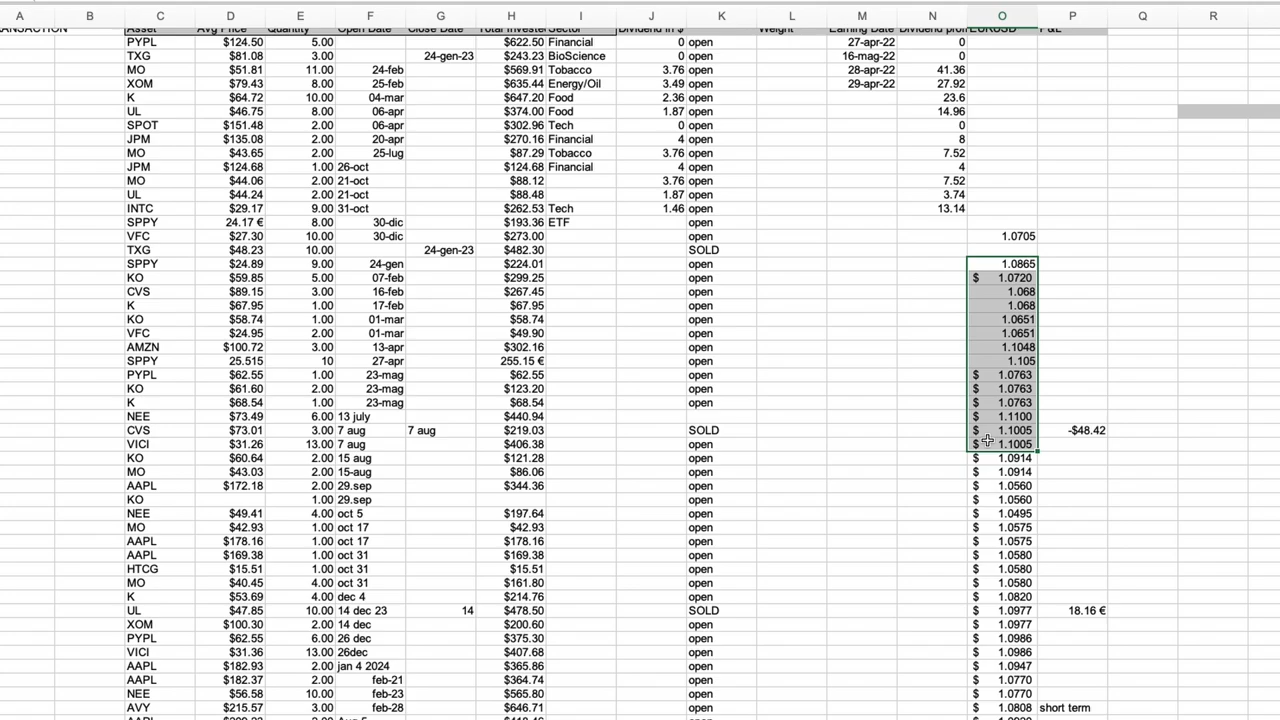 A B C D E F G H I J K L M N O P Q R
ANSACTION Asset Avg Price Quantity Open Date Close Date Total Invested Sector Dividend in $ Weight Earning Date Dividend profi EURUSD P&L
PYPL $124.50 5.00 $622.50 Financial 0 open 27-apr-22 0
TXG $81.08 3.00 24-gen-23 $243.23 BioScience 0 open 16-mag-22 0
MO $51.81 11.00 24-feb $569.91 Tobacco 3.76 open 28-apr-22 41.36
XOM $79.43 8.00 25-feb $635.44 Energy/Oil 3.49 open 29-apr-22 27.92
K $64.72 10.00 04-mar $647.20 Food 2.36 open 23.6
UL $46.75 8.00 06-apr $374.00 Food 1.87 open 14.96
SPOT $151.48 2.00 06-apr $302.96 Tech 0 open 0
JPM $135.08 2.00 20-apr $270.16 Financial 4 open 8
MO $43.65 2.00 25-lug $87.29 Tobacco 3.76 open 7.52
JPM $124.68 1.00 26-oct $124.68 Financial 4 open 4
MO $44.06 2.00 21-oct $88.12 3.76 open 7.52
UL $44.24 2.00 21-oct $88.48 1.87 open 3.74
INTC $29.17 9.00 31-oct $262.53 Tech 1.46 open 13.14
SPPY 24.17 € 8.00 30-dic $193.36 ETF open
VFC $27.30 10.00 30-dic $273.00 open 1.0705
TXG $48.23 10.00 24-gen-23 $482.30 SOLD
SPPY $24.89 9.00 24-gen $224.01 open 1.0865
KO $59.85 5.00 07-feb $299.25 open $ 1.0720
CVS $89.15 3.00 16-feb $267.45 open 1.068
K $67.95 1.00 17-feb $67.95 open 1.068
KO $58.74 1.00 01-mar $58.74 open 1.0651
VFC $24.95 2.00 01-mar $49.90 open 1.0651
AMZN $100.72 3.00 13-apr $302.16 open 1.1048
SPPY 25.515 10 27-apr 255.15 € open 1.105
PYPL $62.55 1.00 23-mag $62.55 open $ 1.0763
KO $61.60 2.00 23-mag $123.20 open $ 1.0763
K $68.54 1.00 23-mag $68.54 open $ 1.0763
NEE $73.49 6.00 13 july $440.94 $ 1.1100
CVS $73.01 3.00 7 aug 7 aug $219.03 SOLD $ 1.1005 -$48.42
VICI $31.26 13.00 7 aug $406.38 open $ 1.1005
KO $60.64 2.00 15 aug $121.28 open $ 1.0914
MO $43.03 2.00 15-aug $86.06 open $ 1.0914
AAPL $172.18 2.00 29.sep $344.36 open $ 1.0560
KO 1.00 29.sep open $ 1.0560
NEE $49.41 4.00 oct 5 $197.64 open $ 1.0495
MO $42.93 1.00 oct 17 $42.93 open $ 1.0575
AAPL $178.16 1.00 oct 17 $178.16 open $ 1.0575
AAPL $169.38 1.00 oct 31 $169.38 open $ 1.0580
HTCG $15.51 1.00 oct 31 $15.51 open $ 1.0580
MO $40.45 4.00 oct 31 $161.80 open $ 1.0580
K $53.69 4.00 dec 4 $214.76 open $ 1.0820
UL $47.85 10.00 14 dec 23 14 $478.50 SOLD $ 1.0977 18.16 €
XOM $100.30 2.00 14 dec $200.60 open $ 1.0977
PYPL $62.55 6.00 26 dec $375.30 open $ 1.0986
VICI $31.36 13.00 26dec $407.68 open $ 1.0986
AAPL $182.93 2.00 jan 4 2024 $365.86 open $ 1.0947
AAPL $182.37 2.00 feb-21 $364.74 open $ 1.0770
NEE $56.58 10.00 feb-23 $565.80 open $ 1.0770
AVY $215.57 3.00 feb-28 $646.71 open $ 1.0808 short term